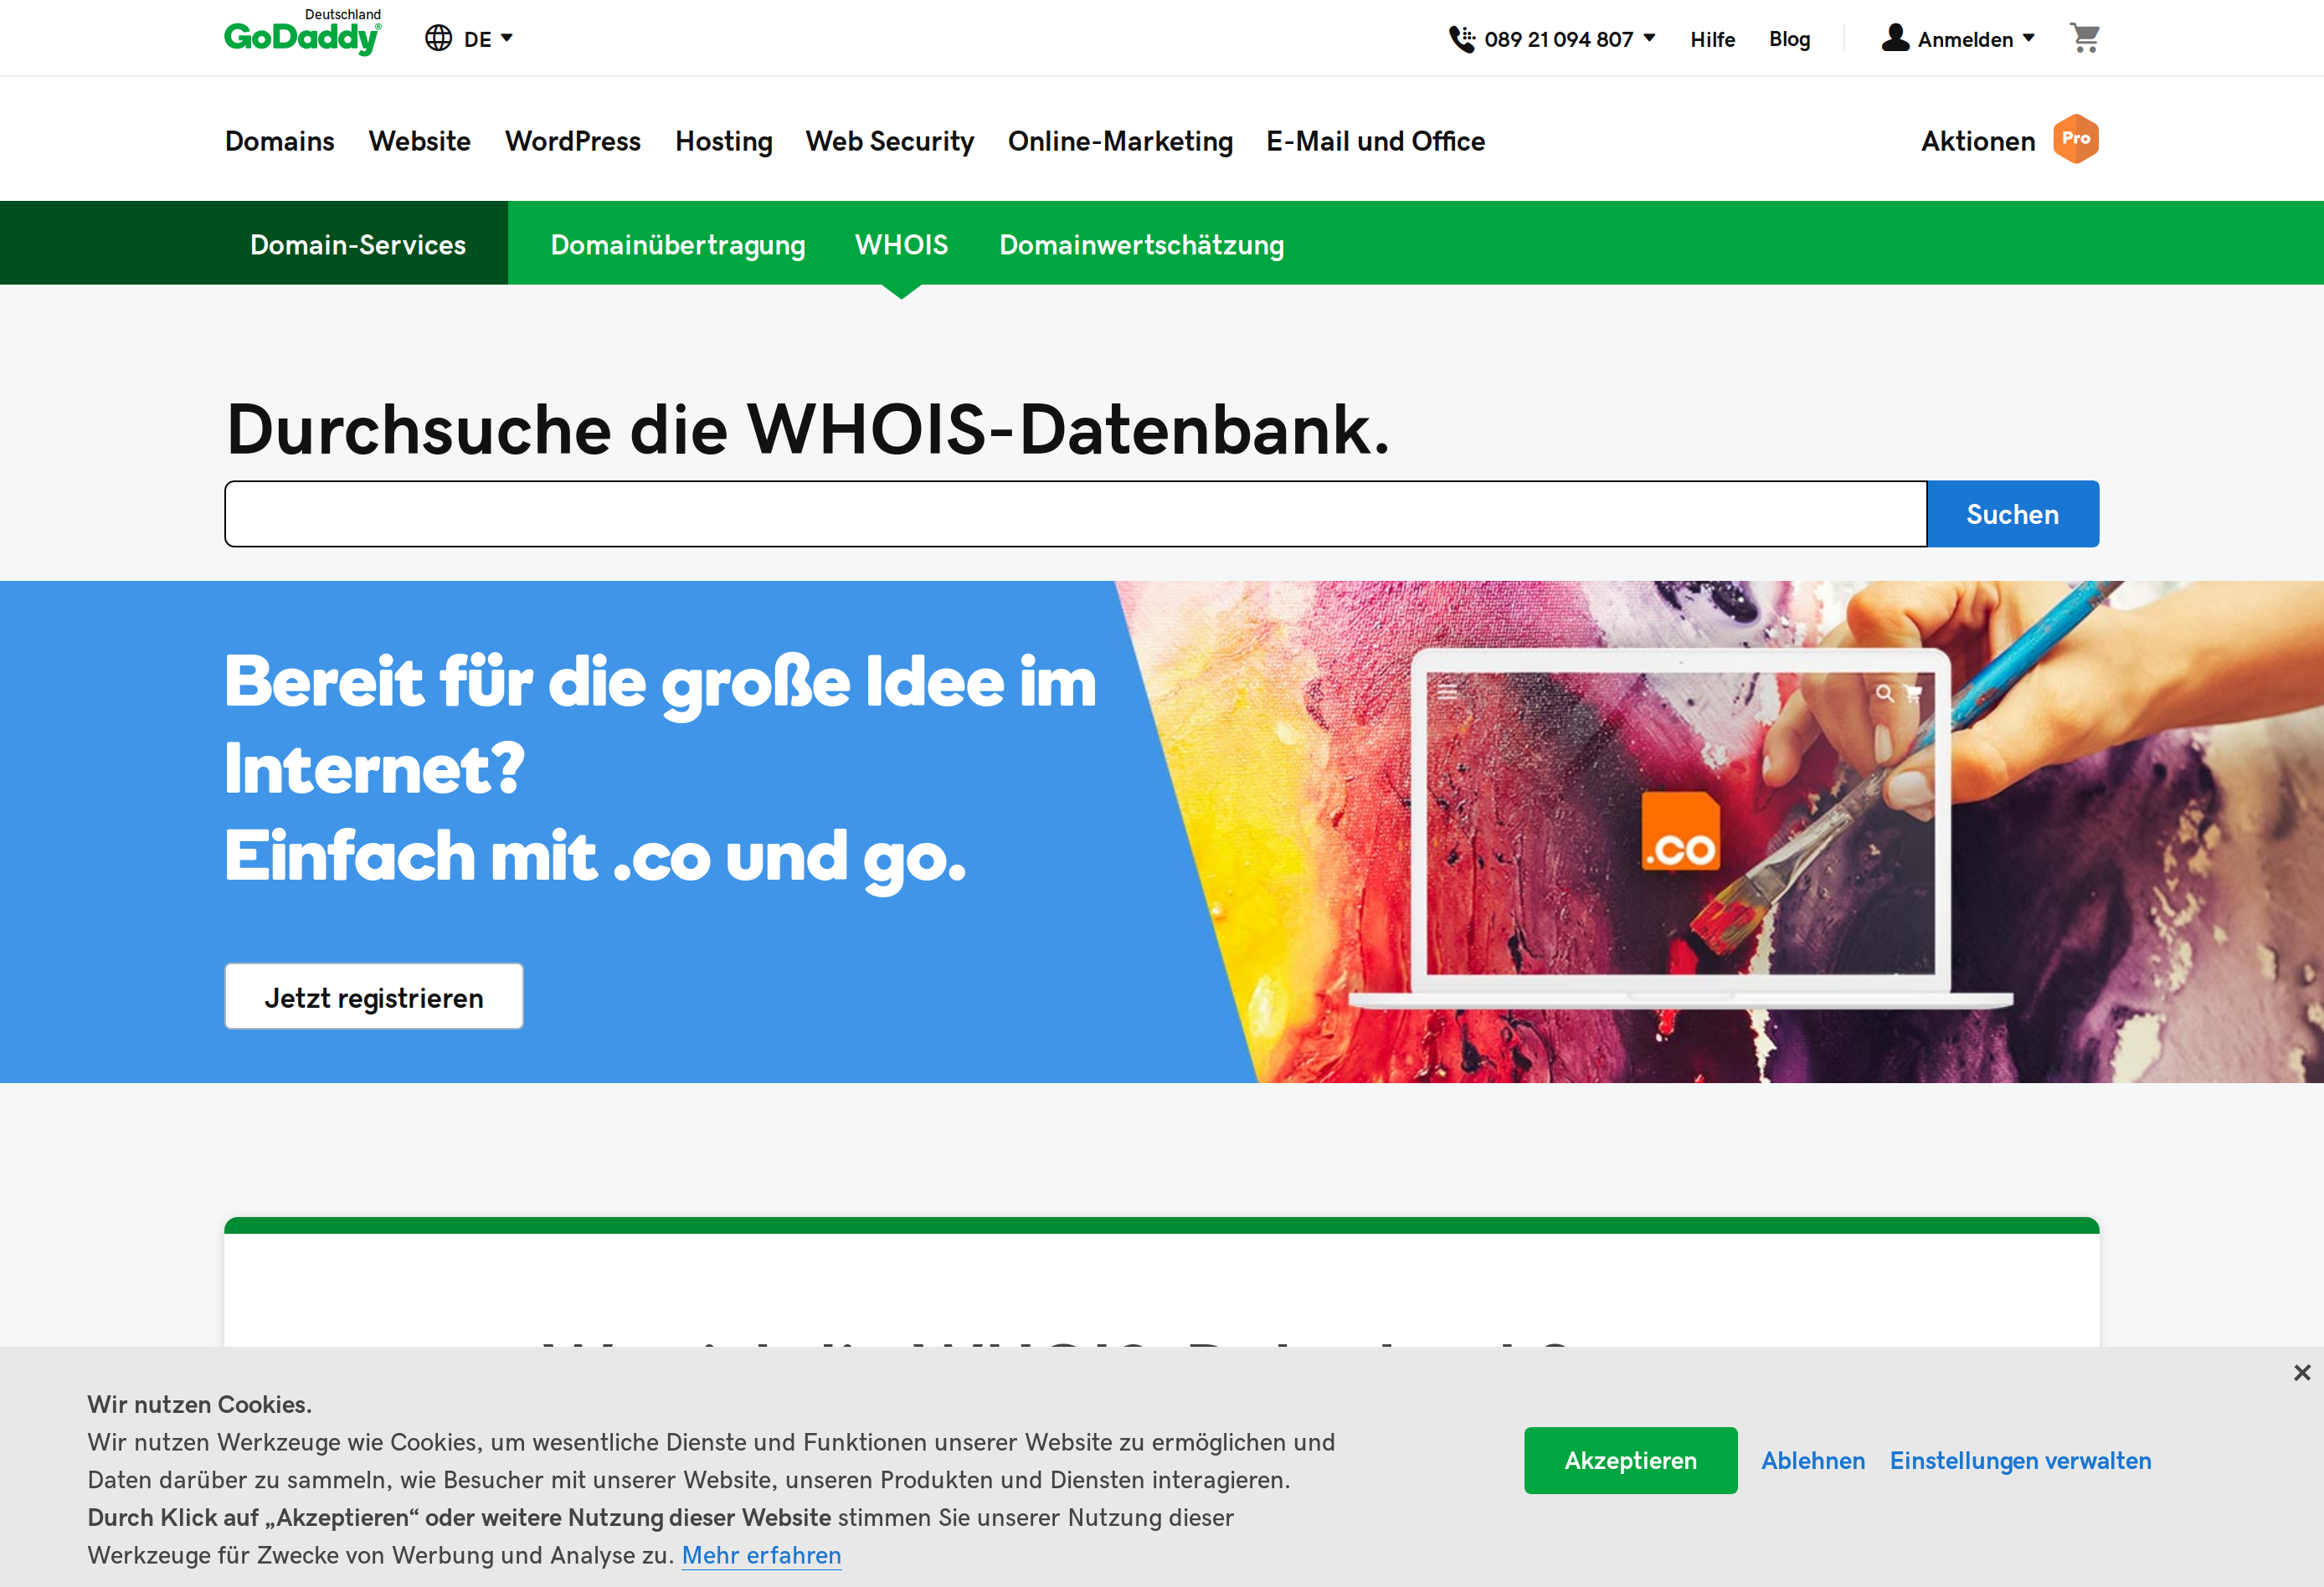 Deutschland
GoDaddy®
DE
089 21 094 807
Hilfe
Blog
Anmelden
Domains
Website
WordPress
Hosting
Web Security
Online-Marketing
E-Mail und Office
Aktionen
Pro
Domain-Services
Domainübertragung
WHOIS
Domainwertschätzung
Durchsuche die WHOIS-Datenbank.
Suchen
Bereit für die große Idee im
Internet?
Einfach mit .co und go.
.co
Jetzt registrieren
Wir nutzen Cookies.
Wir nutzen Werkzeuge wie Cookies, um wesentliche Dienste und Funktionen unserer Website zu ermöglichen und
Daten darüber zu sammeln, wie Besucher mit unserer Website, unseren Produkten und Diensten interagieren.
Durch Klick auf „Akzeptieren“ oder weitere Nutzung dieser Website stimmen Sie unserer Nutzung dieser
Werkzeuge für Zwecke von Werbung und Analyse zu. Mehr erfahren
Akzeptieren
Ablehnen
Einstellungen verwalten